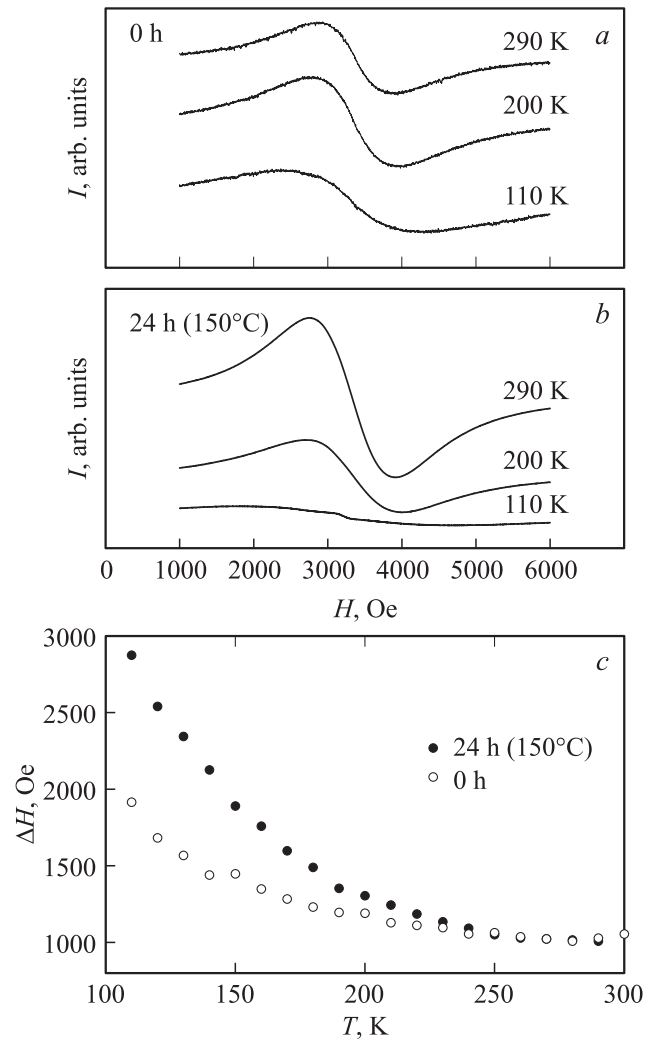 0 h
290 K
a
200 K
110 K
I, arb. units
24 h (150°C)
b
290 K
200 K
110 K
I, arb. units
0 1000 2000 3000 4000 5000 6000
H, Oe
3000
c
2500
24 h (150°C)
0 h
2000
ΔH, Oe
1500
1000
100 150 200 250 300
T, K